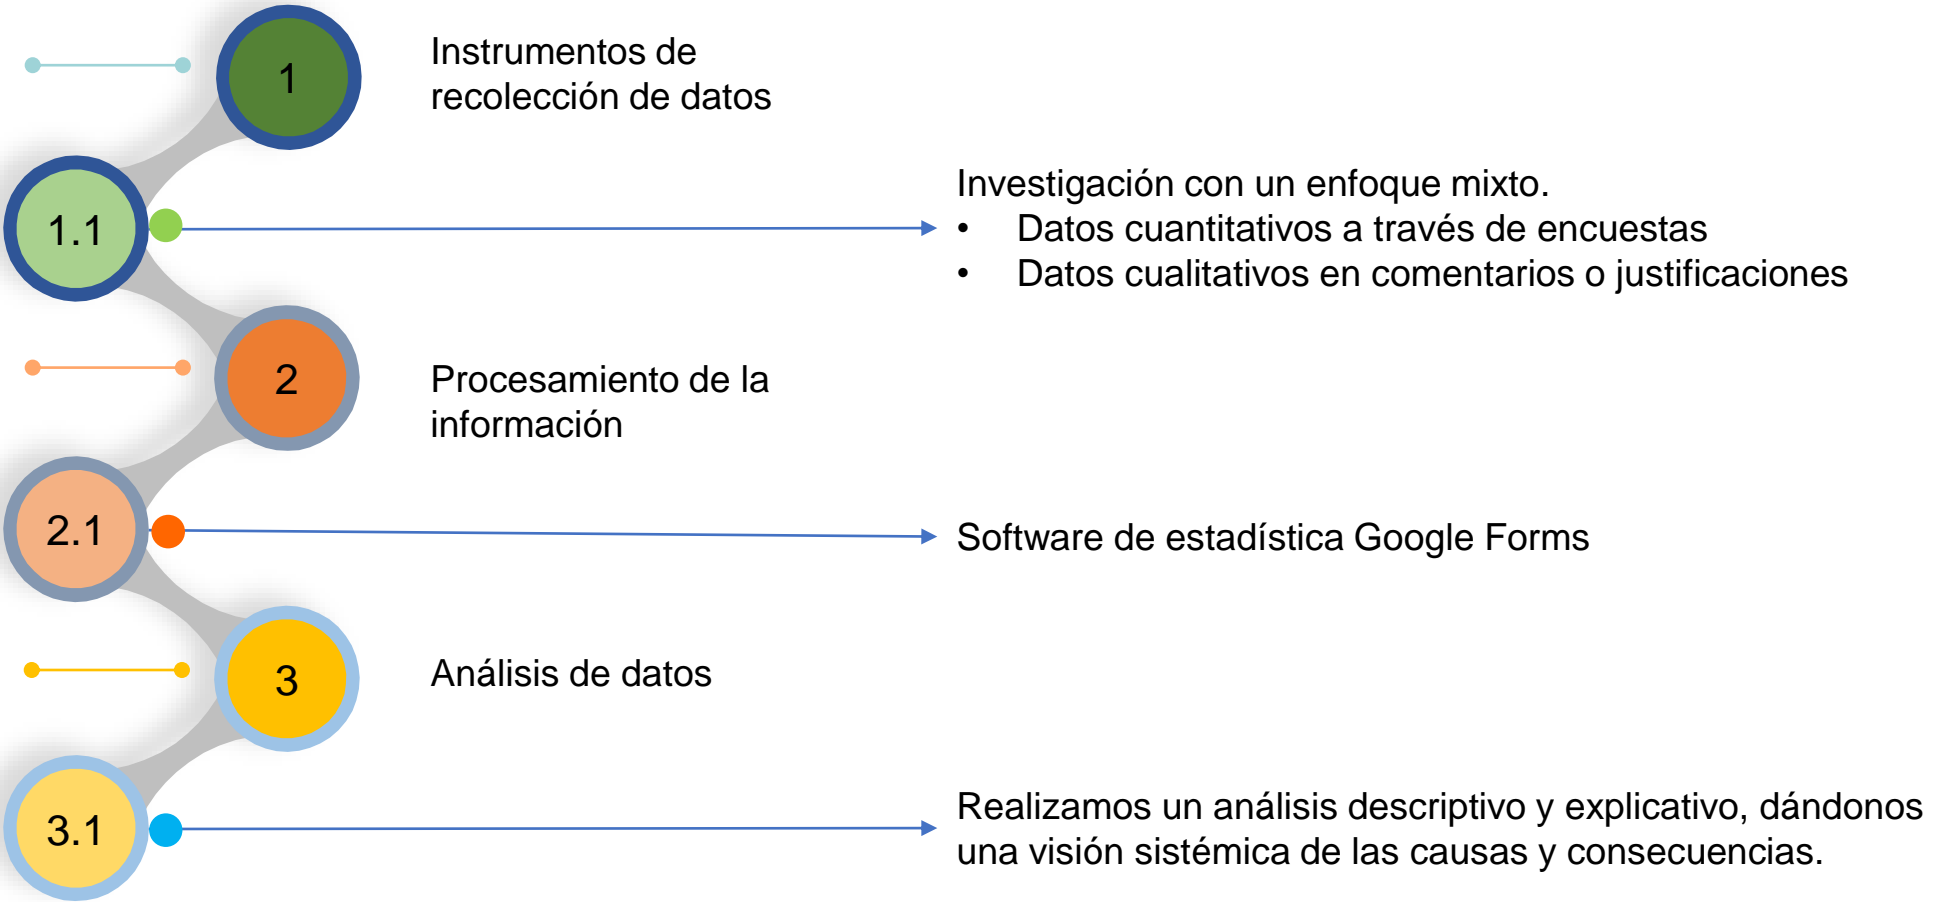 1
Instrumentos de
recolección de datos
1.1
Investigación con un enfoque mixto.
• Datos cuantitativos a través de encuestas
• Datos cualitativos en comentarios o justificaciones
2
Procesamiento de la
información
2.1
Software de estadística Google Forms
3
Análisis de datos
3.1
Realizamos un análisis descriptivo y explicativo, dándonos
una visión sistémica de las causas y consecuencias.